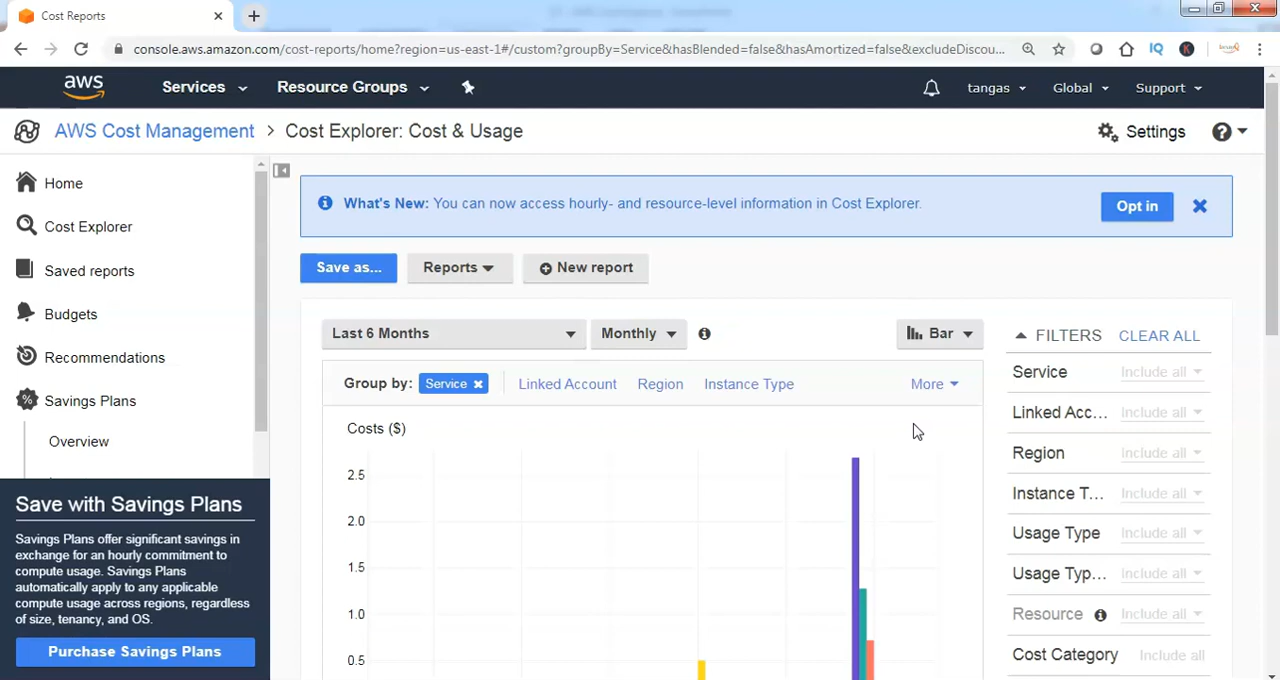 Cost Reports
console.aws.amazon.com/cost-reports/home?region=us-east-1#/custom?groupBy=Service&hasBlended=false&hasAmortized=false&excludeDiscou...
IQ
K
aws
Services
Resource Groups
tangas
Global
Support
AWS Cost Management > Cost Explorer: Cost & Usage
Settings
?
Home
Cost Explorer
Saved reports
Budgets
Recommendations
Savings Plans
Overview
Save with Savings Plans
Savings Plans offer significant savings in
exchange for an hourly commitment to
compute usage. Savings Plans
automatically apply to any applicable
compute usage across regions, regardless
of size, tenancy, and OS.
Purchase Savings Plans
What's New: You can now access hourly- and resource-level information in Cost Explorer.
Opt in
Save as...
Reports
New report
Last 6 Months
Monthly
Bar
Group by: Service
Linked Account
Region
Instance Type
More
Costs ($)
2.5
2.0
1.5
1.0
0.5
FILTERS
CLEAR ALL
Service Include all
Linked Acc... Include all
Region Include all
Instance T... Include all
Usage Type Include all
Usage Typ... Include all
Resource Include all
Cost Category Include all